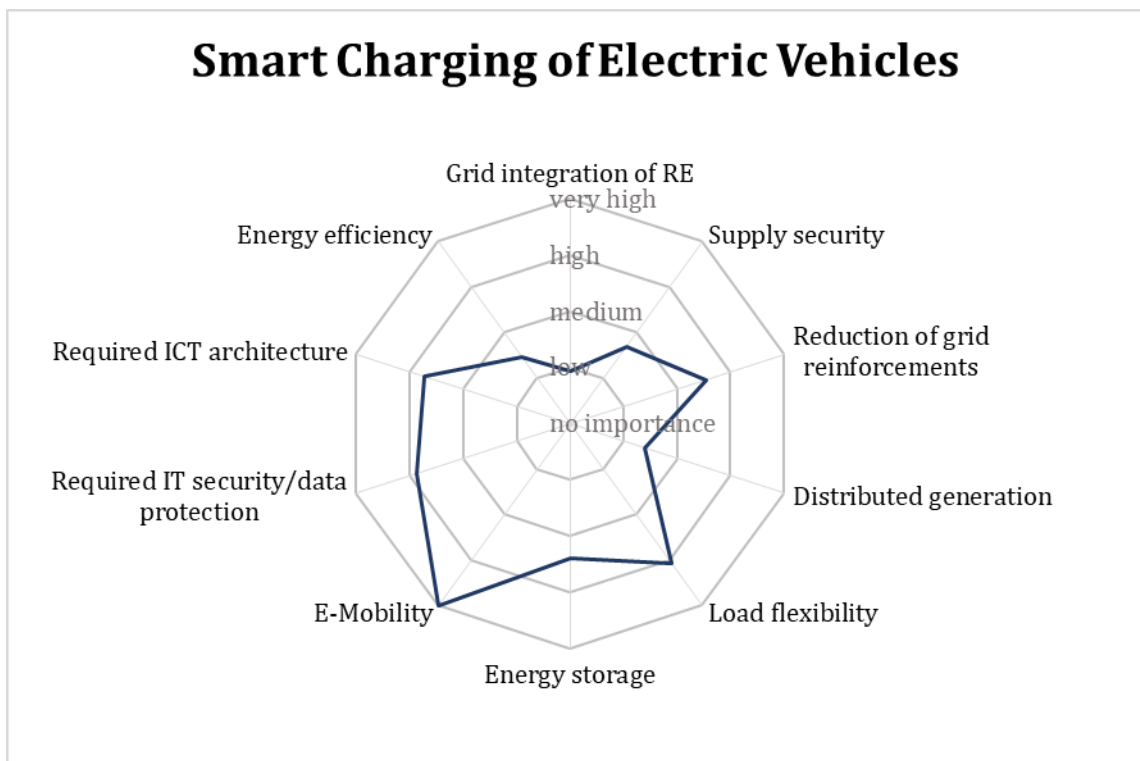 Smart Charging of Electric Vehicles
Grid integration of RE
very high
Energy efficiency
Supply security
high
medium
Required ICT architecture
Reduction of grid
reinforcements
low
no importance
Required IT security/data
protection
Distributed generation
E-Mobility
Load flexibility
Energy storage